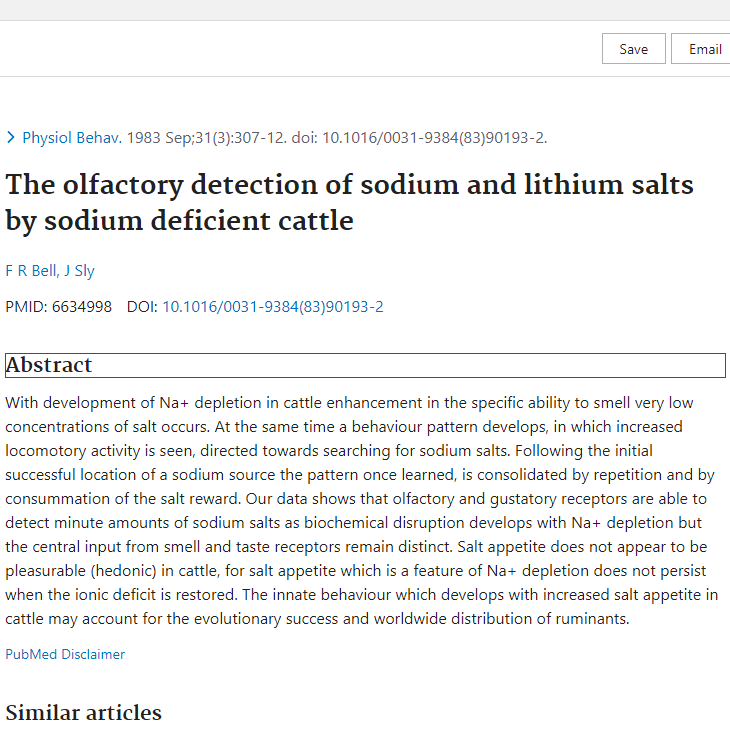 Save
Email
Physiol Behav. 1983 Sep;31(3):307-12. doi: 10.1016/0031-9384(83)90193-2.
The olfactory detection of sodium and lithium salts
by sodium deficient cattle
F R Bell, J Sly
PMID: 6634998 DOI: 10.1016/0031-9384(83)90193-2
Abstract
With development of Na+ depletion in cattle enhancement in the specific ability to smell very low
concentrations of salt occurs. At the same time a behaviour pattern develops, in which increased
locomotory activity is seen, directed towards searching for sodium salts. Following the initial
successful location of a sodium source the pattern once learned, is consolidated by repetition and by
consummation of the salt reward. Our data shows that olfactory and gustatory receptors are able to
detect minute amounts of sodium salts as biochemical disruption develops with Na+ depletion but
the central input from smell and taste receptors remain distinct. Salt appetite does not appear to be
pleasurable (hedonic) in cattle, for salt appetite which is a feature of Na+ depletion does not persist
when the ionic deficit is restored. The innate behaviour which develops with increased salt appetite in
cattle may account for the evolutionary success and worldwide distribution of ruminants.
PubMed Disclaimer
Similar articles